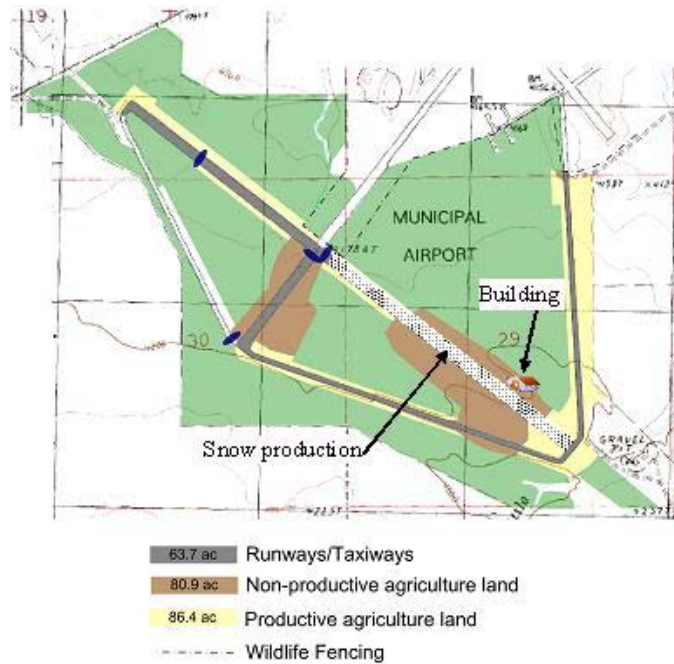 19
MUNICIPAL
AIRPORT
Building
30
29
Snow production
GRAVEL
PIT
63.7 ac Runways/Taxiways
80.9 ac Non-productive agriculture land
86.4 ac Productive agriculture land
Wildlife Fencing